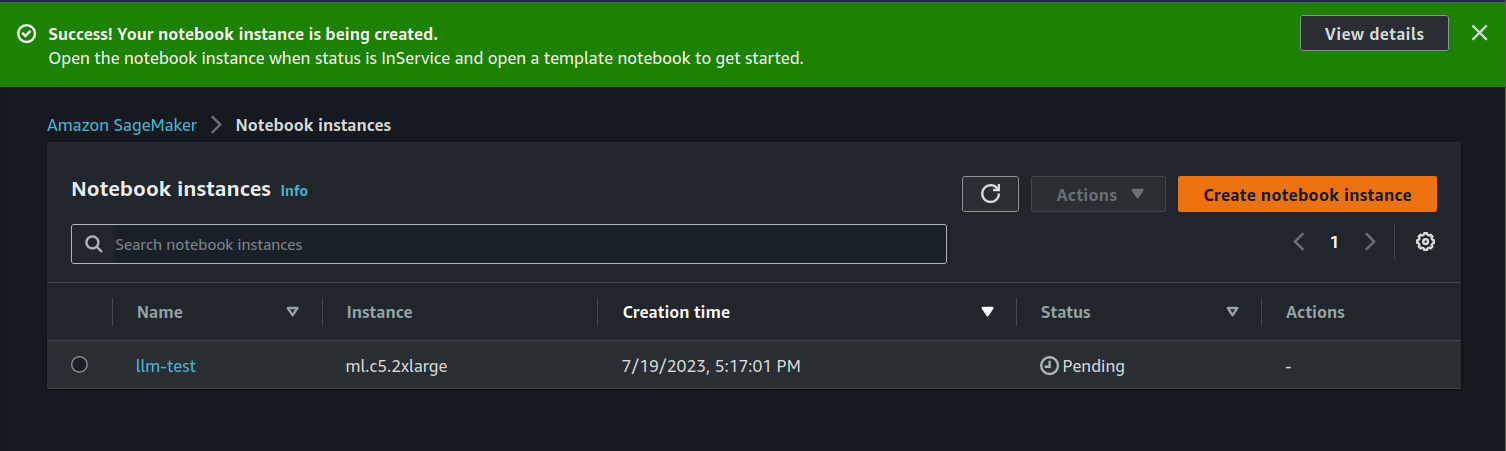 Success! Your notebook instance is being created.
View details
Open the notebook instance when status is InService and open a template notebook to get started.
Amazon SageMaker > Notebook instances
Notebook instances Info
Actions
Create notebook instance
Search notebook instances
1
Name Instance Creation time Status Actions
llm-test ml.c5.2xlarge 7/19/2023, 5:17:01 PM Pending -